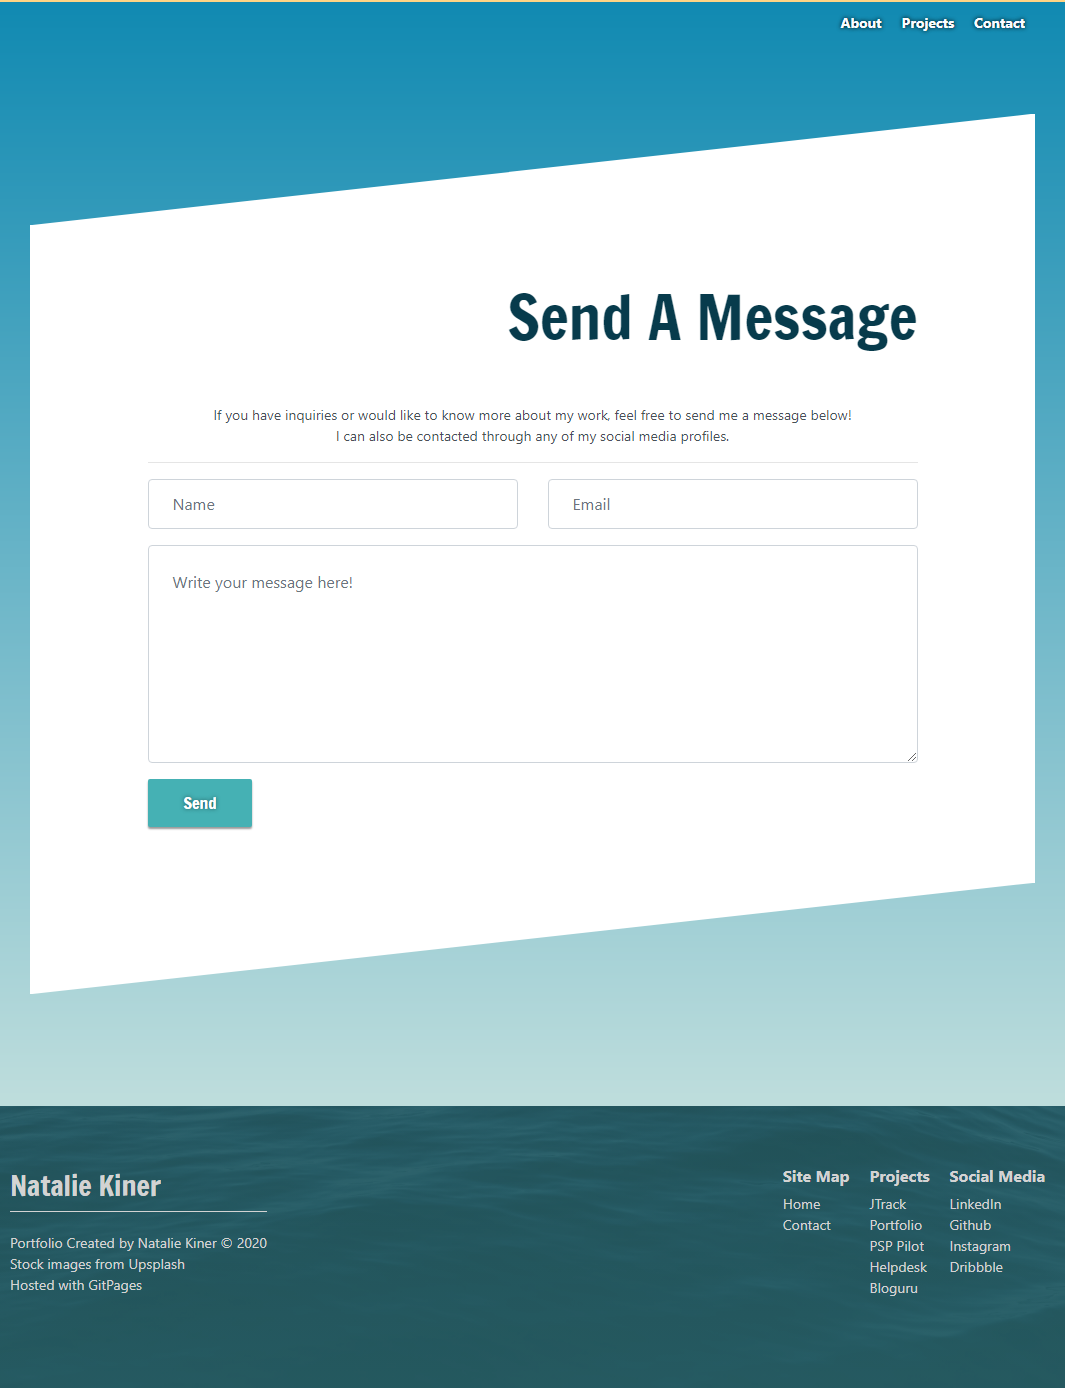 About Projects Contact
Send A Message
If you have inquiries or would like to know more about my work, feel free to send me a message below!
I can also be contacted through any of my social media profiles.
Name
Email
Write your message here!
Send
Natalie Kiner
Portfolio Created by Natalie Kiner © 2020
Stock images from Upsplash
Hosted with GitPages
Site Map
Home
Contact
Projects
JTrack
Portfolio
PSP Pilot
Helpdesk
Bloguru
Social Media
LinkedIn
Github
Instagram
Dribbble